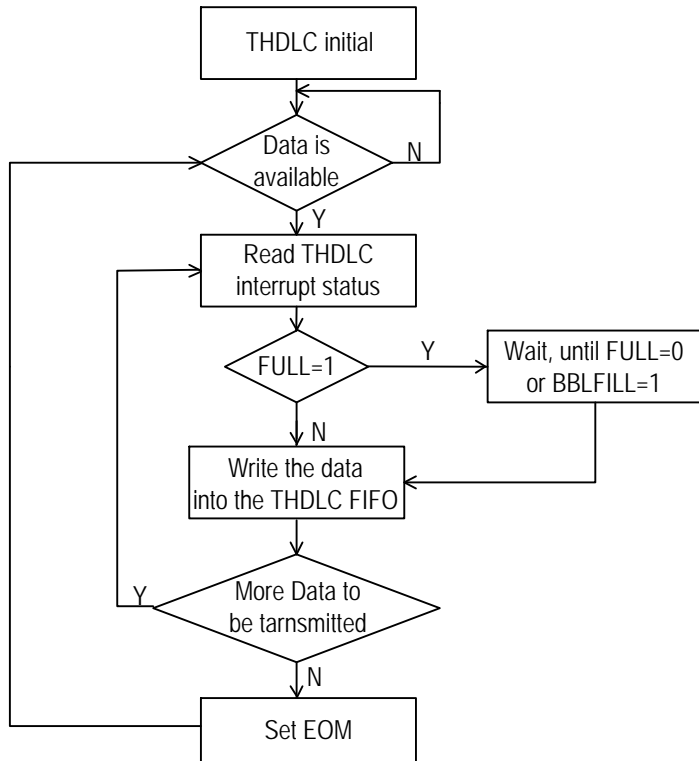 THDLC initial
Data is
available
N
Y
Read THDLC
interrupt status
FULL=1
Y
Wait, until FULL=0
or BBLFILL=1
N
Write the data
into the THDLC FIFO
Y
More Data to
be tarnsmitted
N
Set EOM